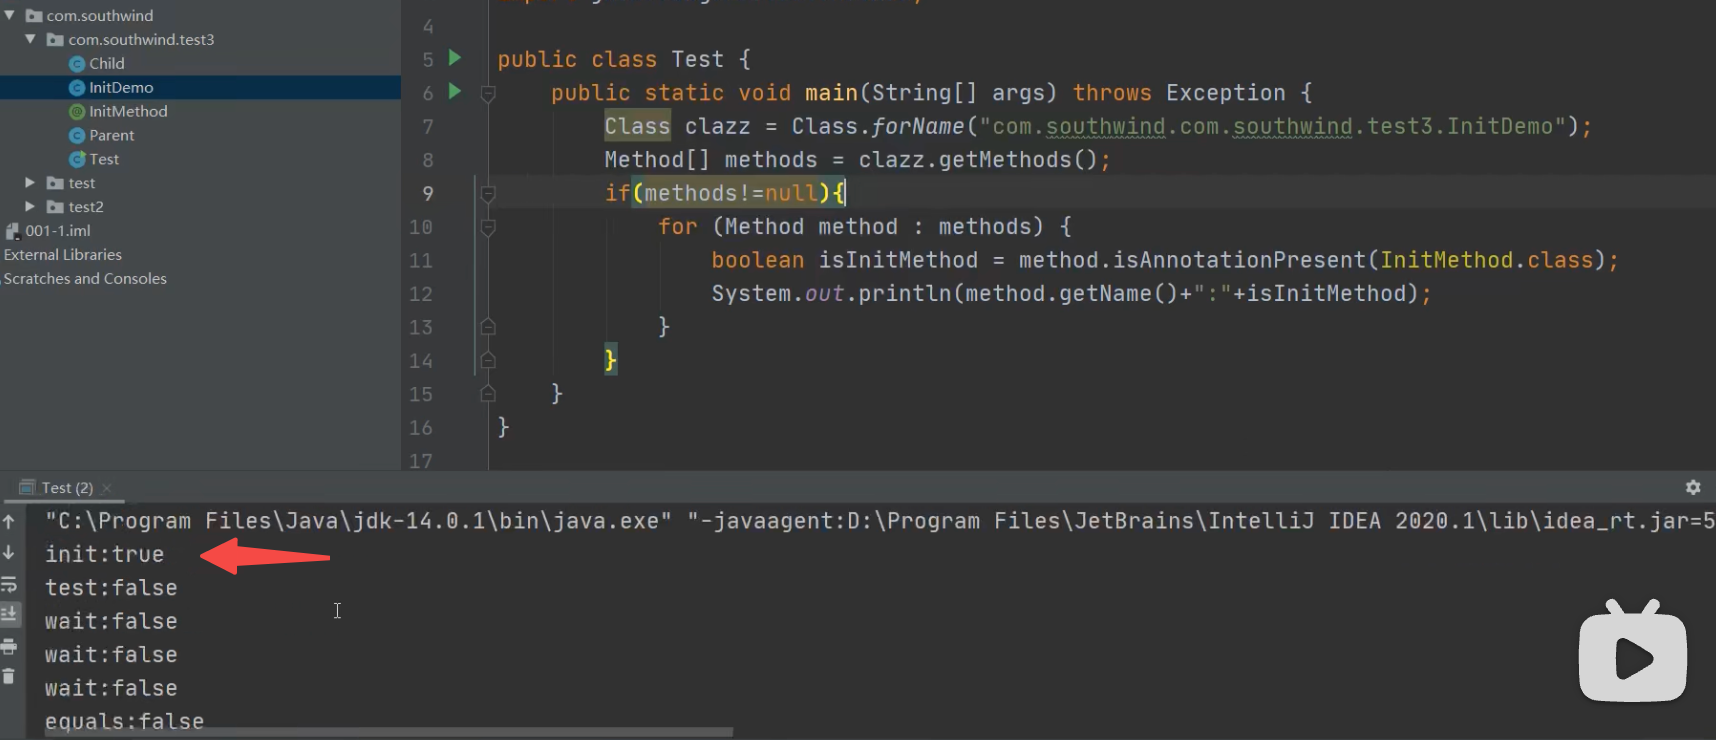 com.southwind
com.southwind.test3
Child
InitDemo
InitMethod
Parent
Test
test
test2
001-1.iml
External Libraries
Scratches and Consoles
4
5 public class Test {
6 public static void main(String[] args) throws Exception {
7 Class clazz = Class.forName("com.southwind.com.southwind.test3.InitDemo");
8 Method[] methods = clazz.getMethods();
9 if(methods!=null){
10 for (Method method : methods) {
11 boolean isInitMethod = method.isAnnotationPresent(InitMethod.class);
12 System.out.println(method.getName()+":"+isInitMethod);
13 }
14 }
15 }
16 }
17
Test (2)
"C:\Program Files\Java\jdk-14.0.1\bin\java.exe" "-javaagent:D:\Program Files\JetBrains\IntelliJ IDEA 2020.1\lib\idea_rt.jar=5
init:true
test:false
wait:false
wait:false
wait:false
equals:false